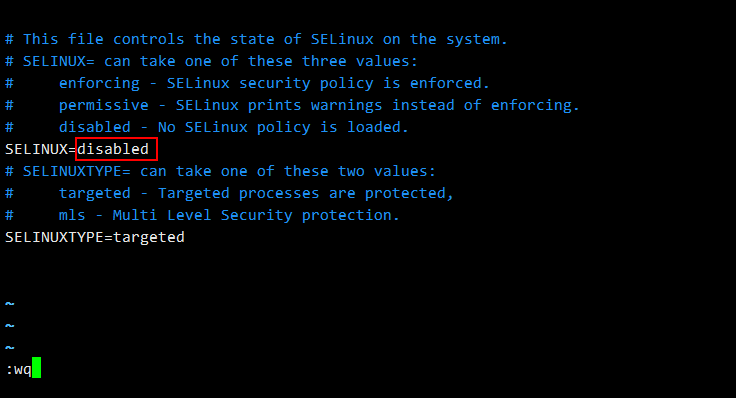 # This file controls the state of SELinux on the system.
# SELINUX= can take one of these three values:
#     enforcing - SELinux security policy is enforced.
#     permissive - SELinux prints warnings instead of enforcing.
#     disabled - No SELinux policy is loaded.
SELINUX=disabled
# SELINUXTYPE= can take one of these two values:
#     targeted - Targeted processes are protected,
#     mls - Multi Level Security protection.
SELINUXTYPE=targeted
~
~
~
:wq